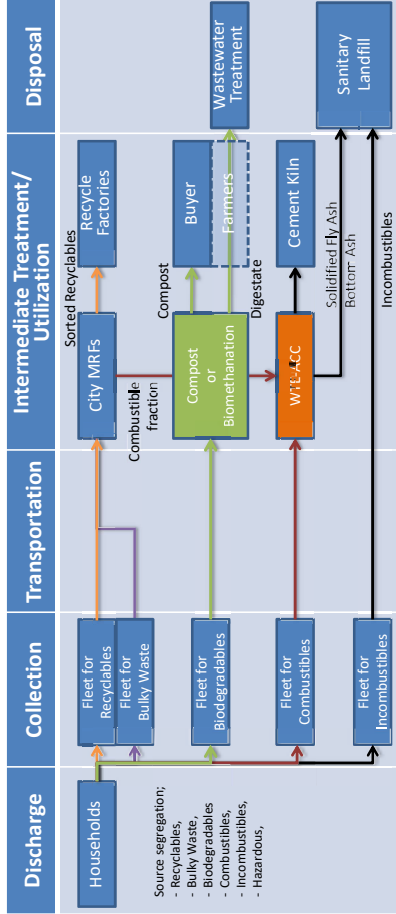 Discharge
Collection
Transportation
Intermediate Treatment/
Utilization
Disposal
Households
Source segregation;
- Recyclables,
- Bulky Waste,
- Biodegradables
- Combustibles,
- Incombustibles,
- Hazardous,
Fleet for
Recyclables
Fleet for
Bulky Waste
Fleet for
Biodegradables
Fleet for
Combustibles
Fleet for
Incombustibles
City MRFs
Sorted Recyclables
Recycle
Factories
Combustible
fraction
Compost
or
Biomethanation
Compost
Buyer
Farmers
Digestate
Wastewater
Treatment
WTE-ACC
Cement Kiln
Solidified Fly Ash
Bottom Ash
Incombustibles
Sanitary
Landfill